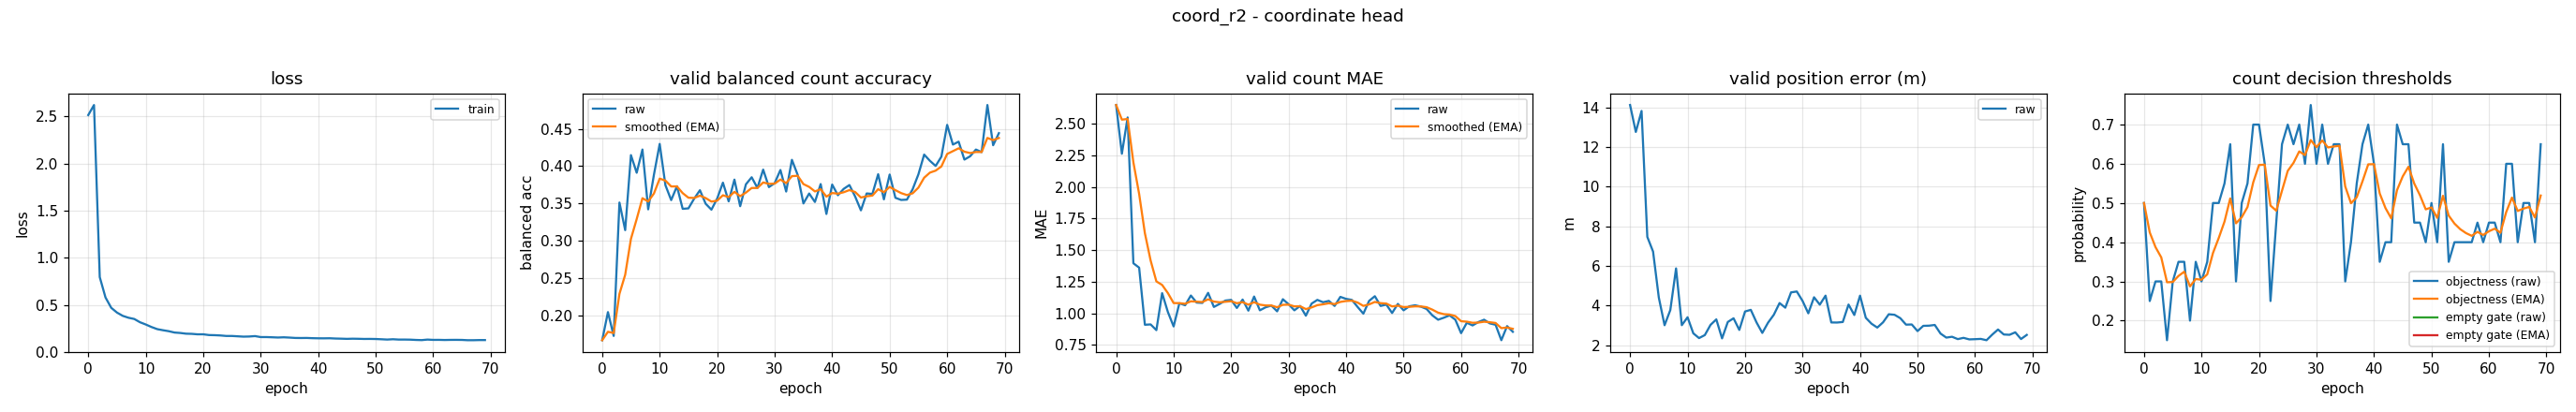 coord_r2 - coordinate head
loss
train
loss
2.5
2.0
1.5
1.0
0.5
0.0
0 10 20 30 40 50 60 70
epoch
valid balanced count accuracy
raw
smoothed (EMA)
balanced acc
0.45
0.40
0.35
0.30
0.25
0.20
0 10 20 30 40 50 60 70
epoch
valid count MAE
raw
smoothed (EMA)
MAE
2.50
2.25
2.00
1.75
1.50
1.25
1.00
0.75
0 10 20 30 40 50 60 70
epoch
valid position error (m)
raw
m
14
12
10
8
6
4
2
0 10 20 30 40 50 60 70
epoch
count decision thresholds
probability
0.7
0.6
0.5
0.4
0.3
0.2
objectness (raw)
objectness (EMA)
empty gate (raw)
empty gate (EMA)
0 10 20 30 40 50 60 70
epoch